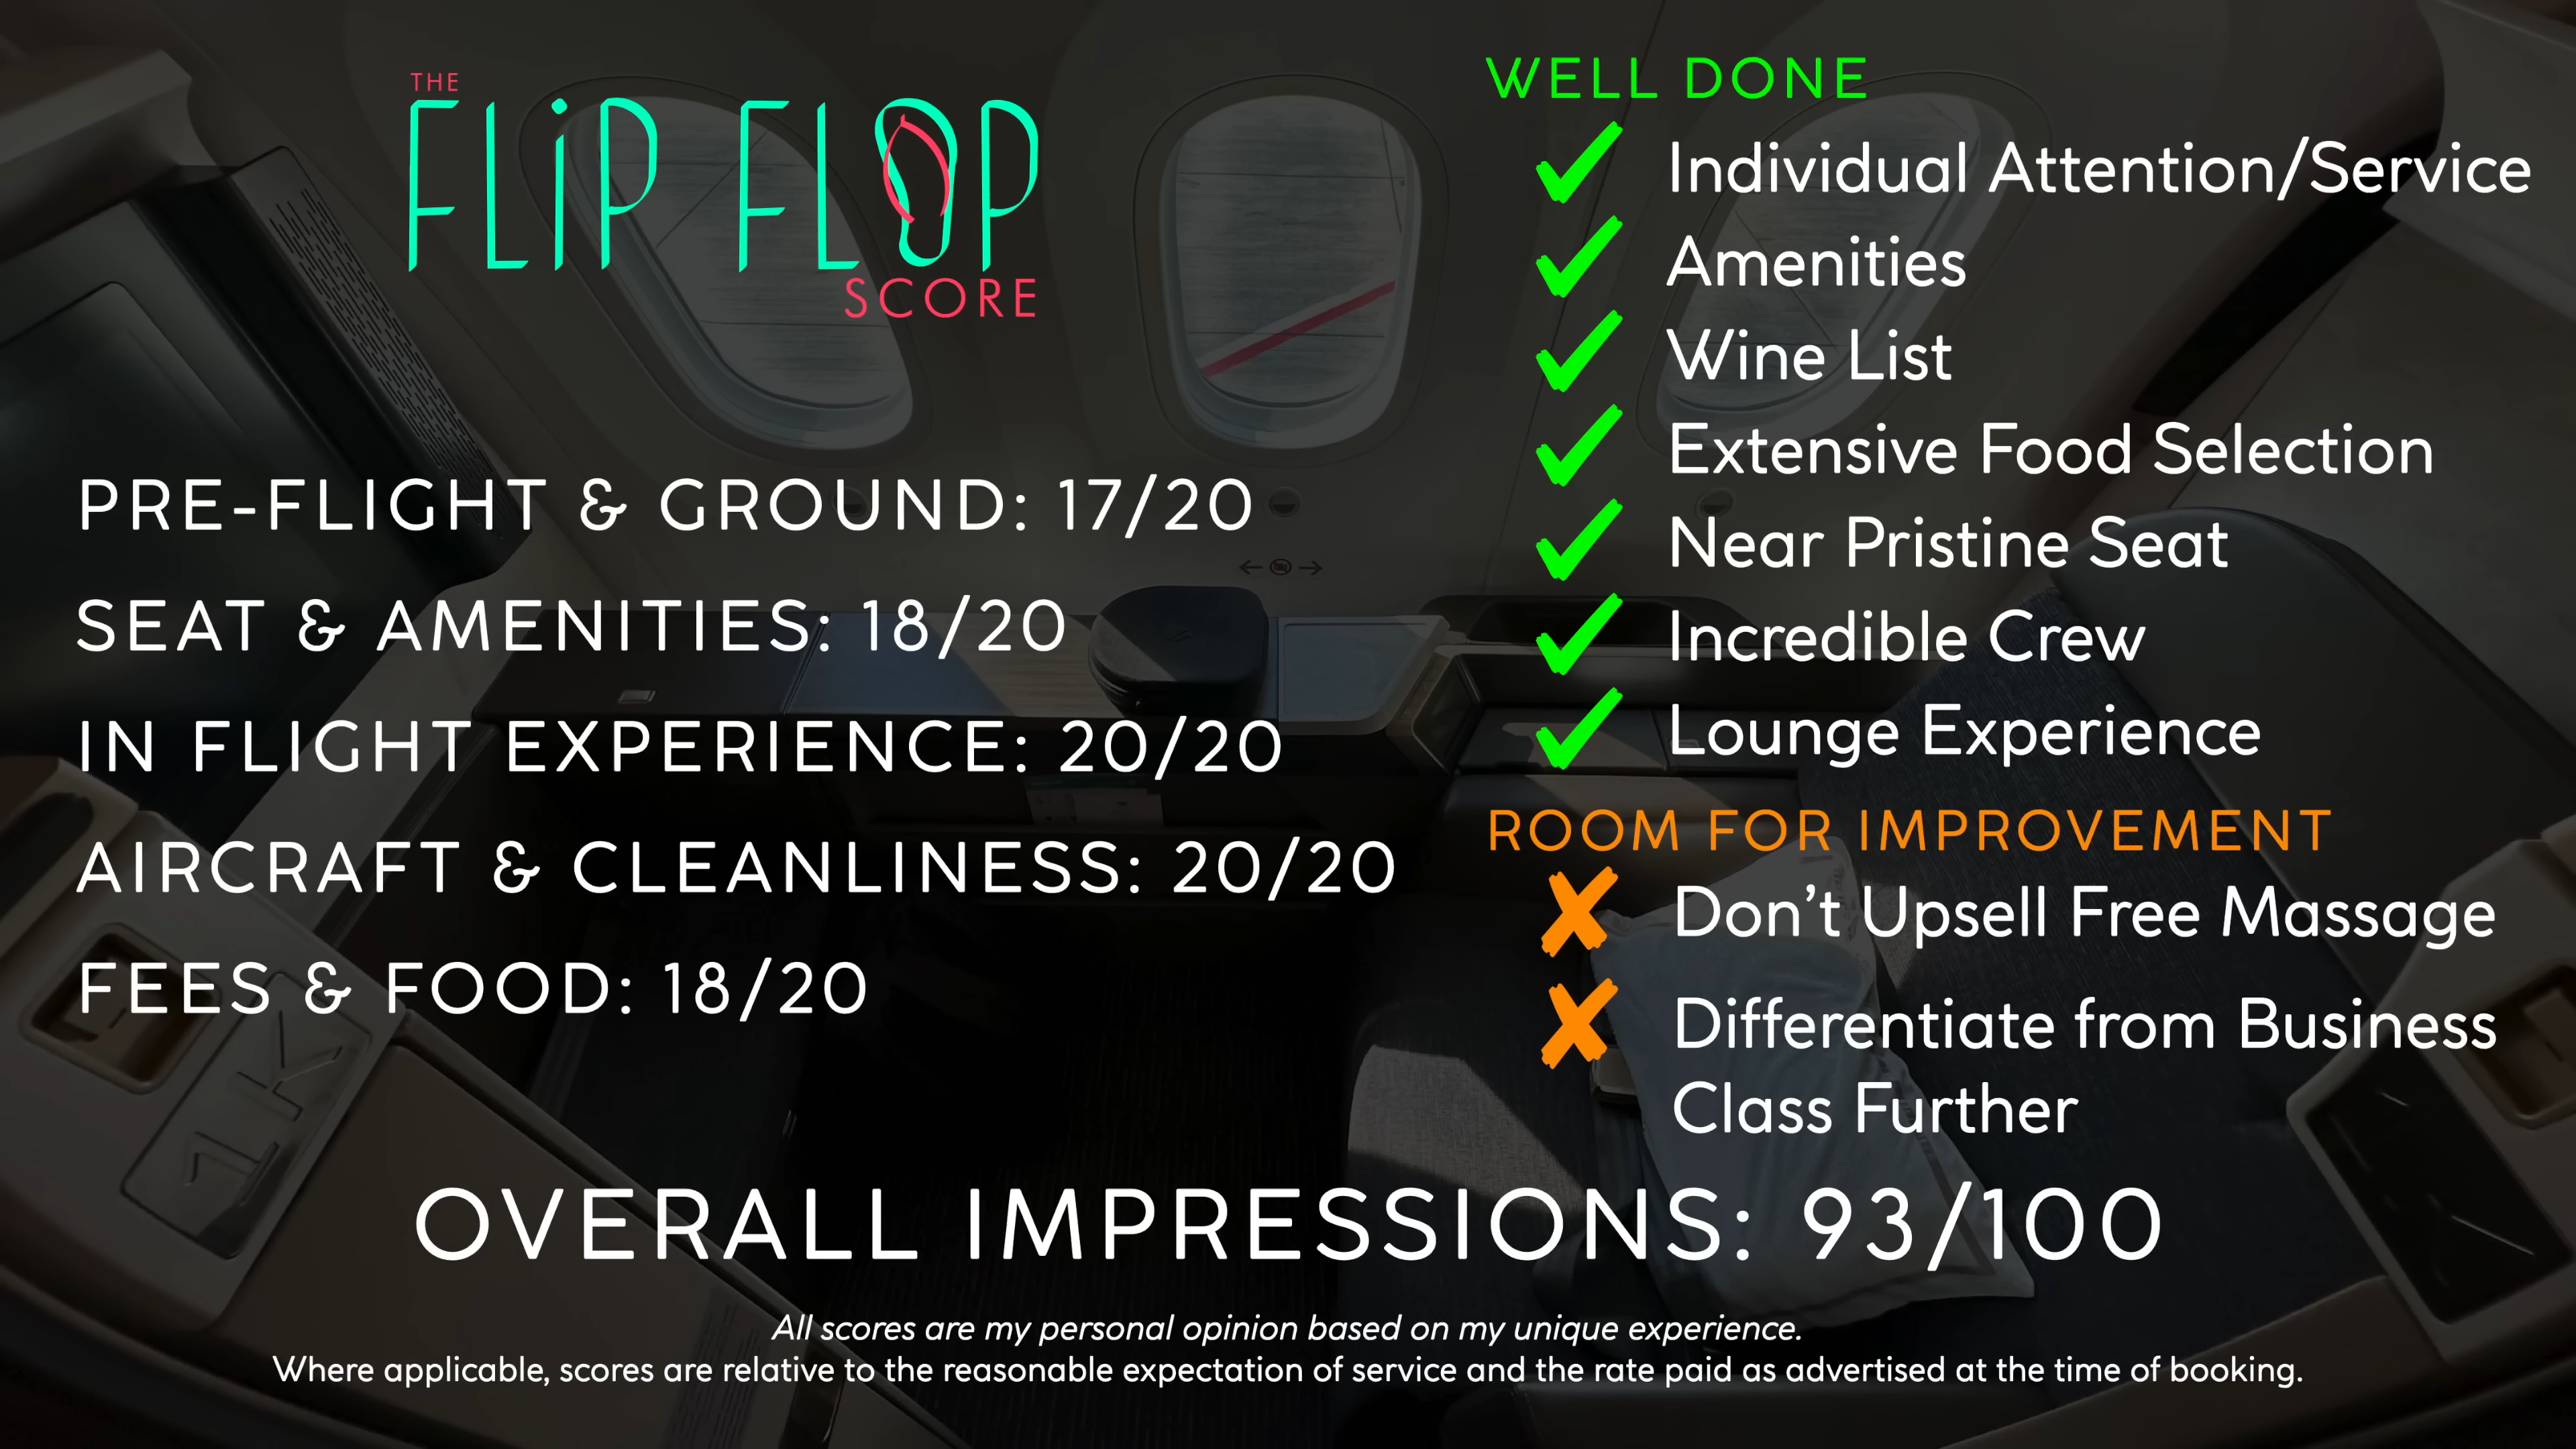 THE
FLiP FLOP
SCORE
PRE-FLIGHT & GROUND: 17/20
SEAT & AMENITIES: 18/20
IN FLIGHT EXPERIENCE: 20/20
AIRCRAFT & CLEANLINESS: 20/20
FEES & FOOD: 18/20
1K
WELL DONE
Individual Attention/Service
Amenities
Wine List
Extensive Food Selection
Near Pristine Seat
Incredible Crew
Lounge Experience
ROOM FOR IMPROVEMENT
Don't Upsell Free Massage
Differentiate from Business
Class Further
OVERALL IMPRESSIONS: 93/100
All scores are my personal opinion based on my unique experience.
Where applicable, scores are relative to the reasonable expectation of service and the rate paid as advertised at the time of booking.